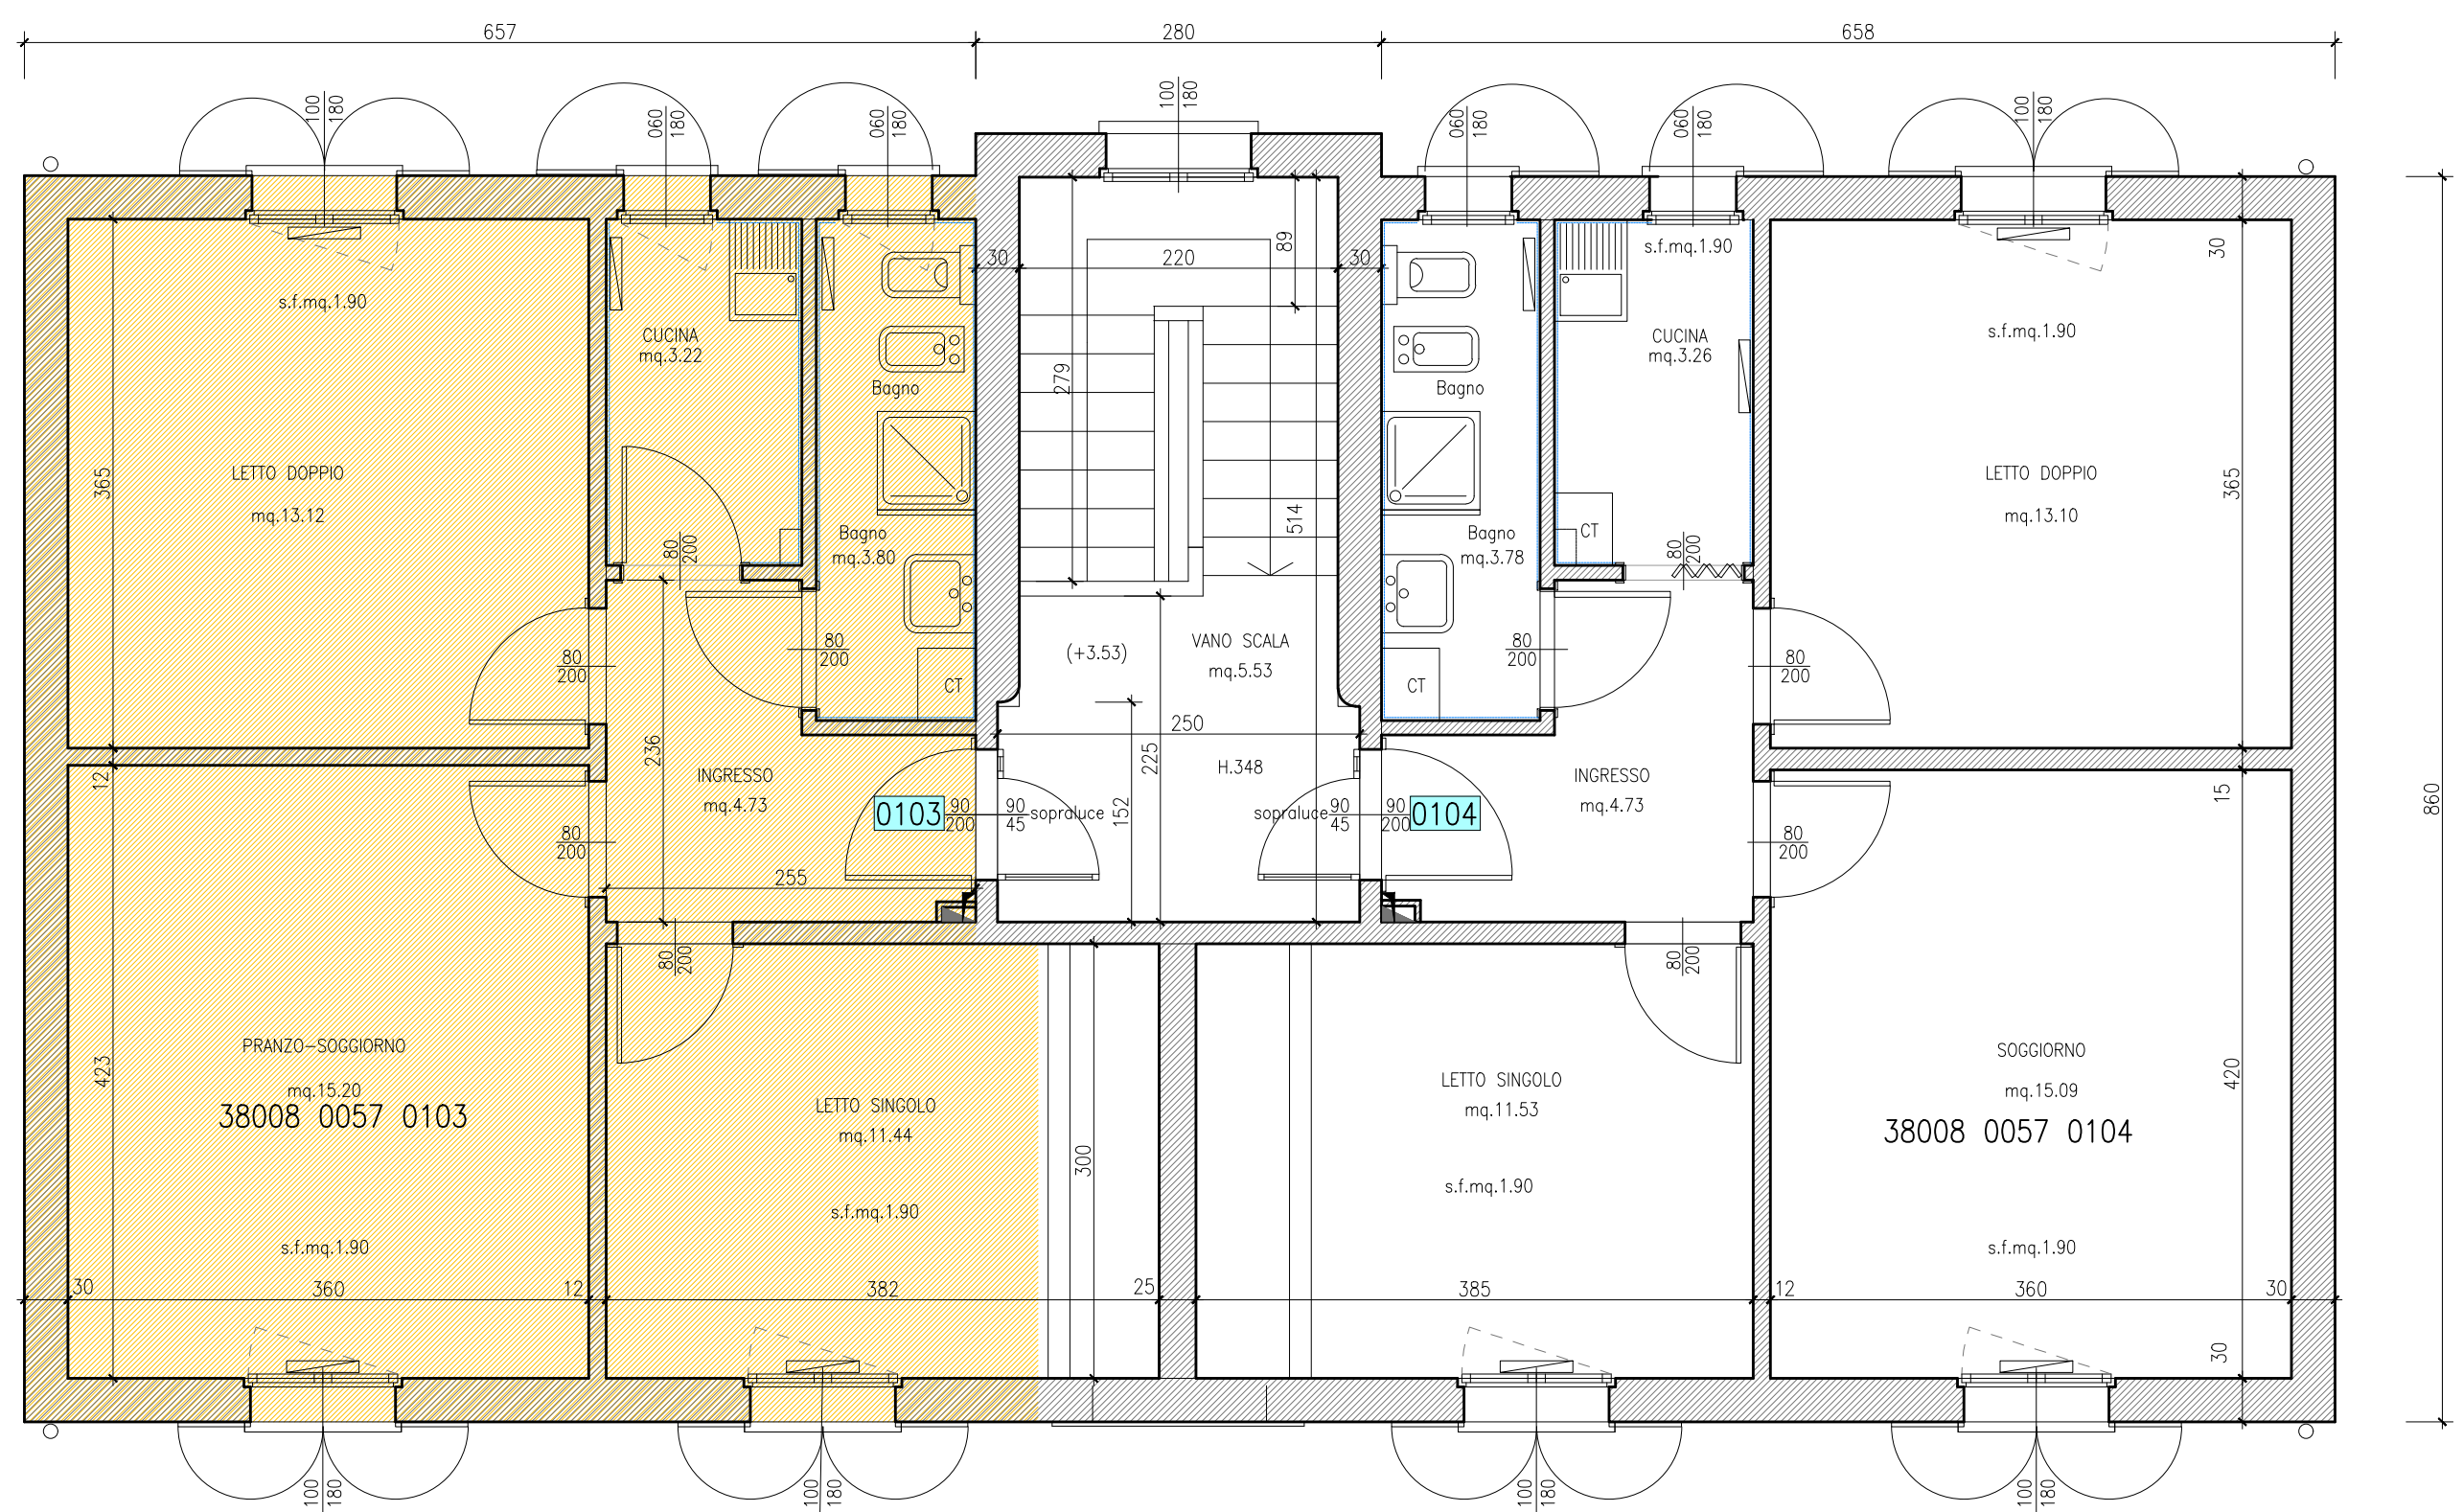 657
280
658
100
180
060
180
060
180
100
180
060
180
060
180
100
180
s.f.mq.1.90
CUCINA
mq.3.22
Bagno
30
220
30
89
279
514
Bagno
s.f.mq.1.90
CUCINA
mq.3.26
s.f.mq.1.90
30
LETTO DOPPIO
mq.13.12
365
Bagno
mq.3.80
80
200
80
200
80
200
CT
(+3.53)
VANO SCALA
mq.5.53
Bagno
mq.3.78
CT
CT
80
200
80
200
80
200
LETTO DOPPIO
mq.13.10
365
12
236
INGRESSO
mq.4.73
0103
90
200
90
45
sopraluce
152
225
250
H.348
sopraluce
90
45
90
200
0104
INGRESSO
mq.4.73
15
860
80
200
255
80
200
80
200
80
200
PRANZO-SOGGIORNO
mq.15.20
38008 0057 0103
423
s.f.mq.1.90
LETTO SINGOLO
mq.11.44
s.f.mq.1.90
300
LETTO SINGOLO
mq.11.53
s.f.mq.1.90
SOGGIORNO
mq.15.09
38008 0057 0104
420
s.f.mq.1.90
30
360
12
382
25
385
12
360
30
30
100
180
100
180
100
180
100
180